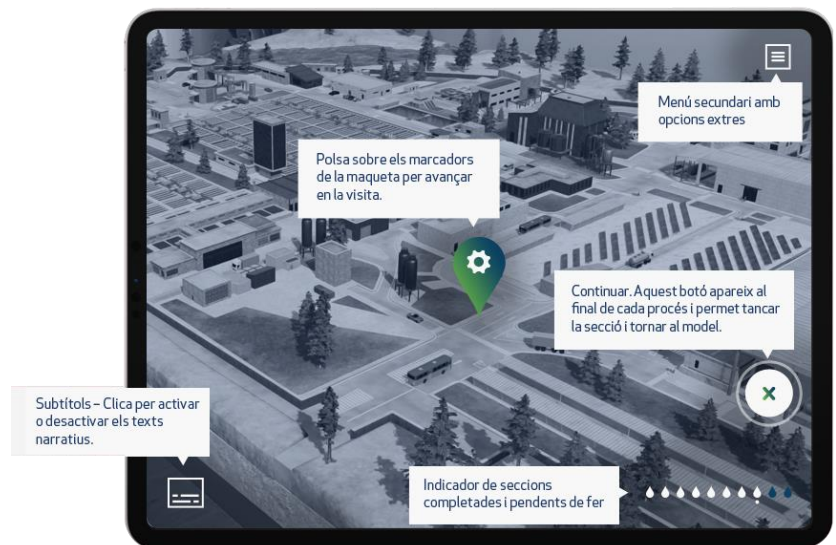 Menú secundari amb
opcions extres
Polsa sobre els marcadors
de la maqueta per avançar
en la visita.
Continuar. Aquest botó apareix al
final de cada procés i permet tancar
la secció i tornar al model.
Subtítols – Clica per activar
o desactivar els texts
narratius.
Indicador de seccions
completades i pendents de fer